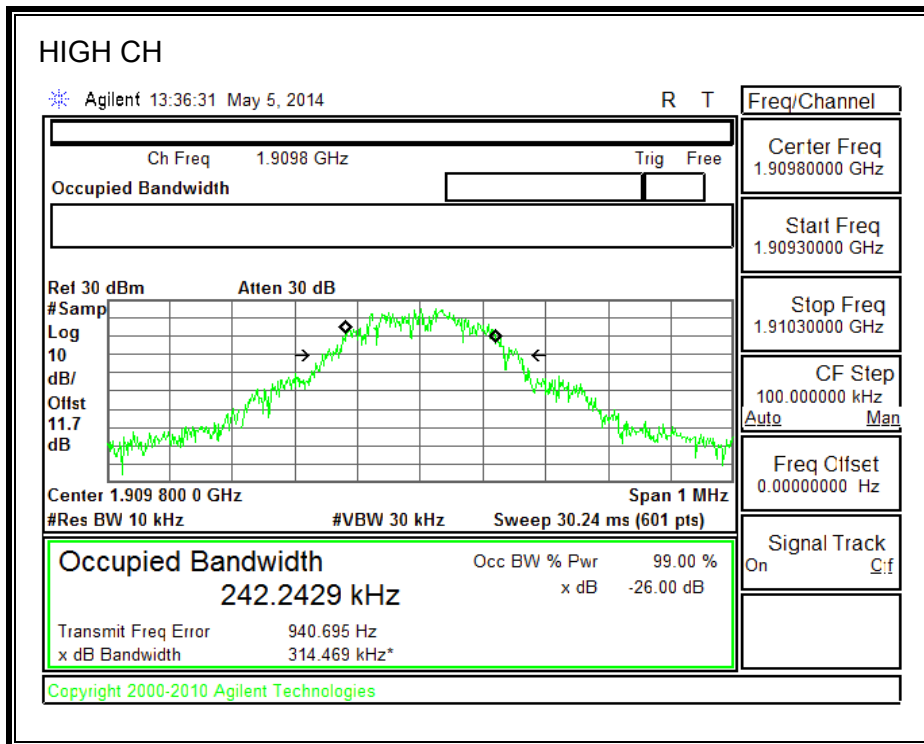 HIGH CH
Agilent 13:36:31 May 5, 2014 R T
Freq/Channel
Ch Freq 1.9098 GHz Trig Free
Occupied Bandwidth
Center Freq
1.90980000 GHz
Start Freq
1.90930000 GHz
Stop Freq
1.91030000 GHz
CF Step
100.000000 kHz
Auto Man
Freq Offset
0.00000000 Hz
Signal Track
On Off
Ref 30 dBm Atten 30 dB
#Samp
Log
10
dB/
Offst
11.7
dB
Center 1.909 800 0 GHz Span 1 MHz
#Res BW 10 kHz #VBW 30 kHz Sweep 30.24 ms (601 pts)
Occupied Bandwidth Occ BW % Pwr 99.00 %
242.2429 kHz x dB -26.00 dB
Transmit Freq Error 940.695 Hz
x dB Bandwidth 314.469 kHz*
Copyright 2000-2010 Agilent Technologies